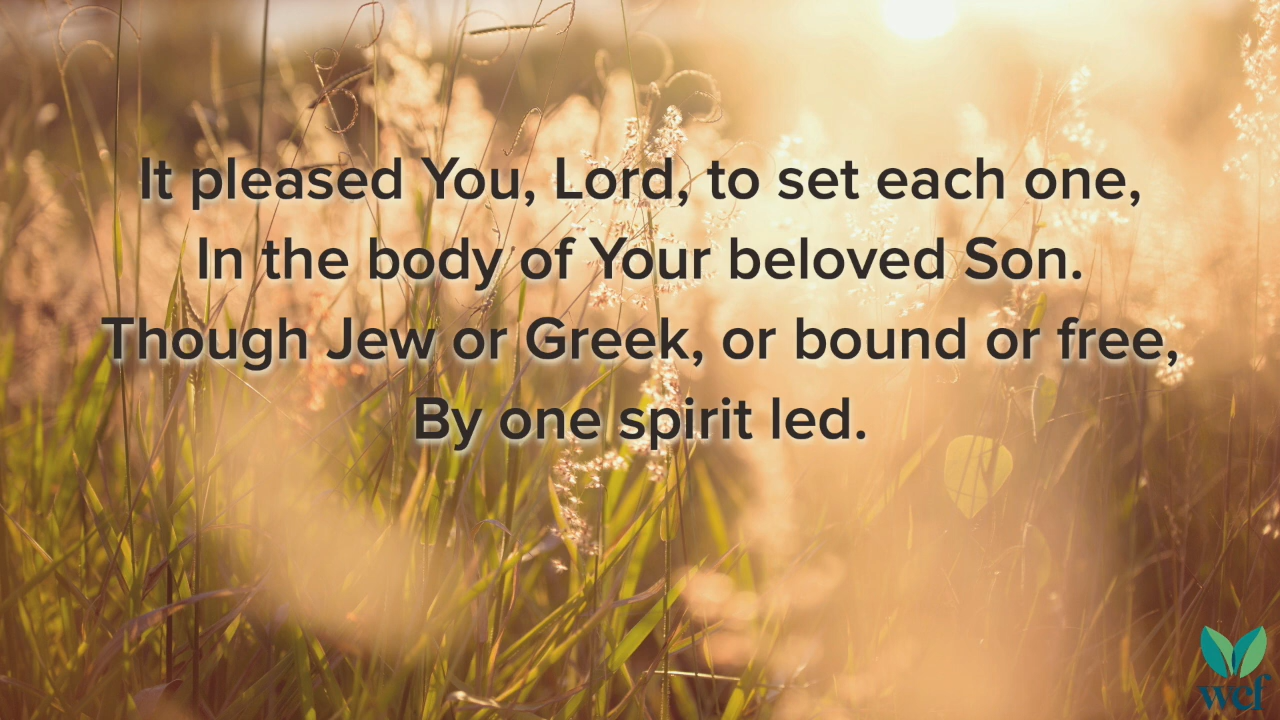 It pleased You, Lord, to set each one,
In the body of Your beloved Son.
Though Jew or Greek, or bound or free,
By one spirit led.
wcf